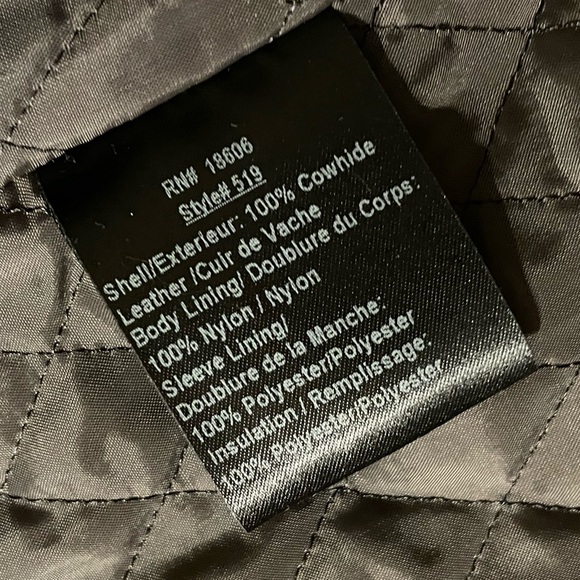 RN# 18606
Style# 519
Shell/Exterieur: 100% Cowhide
Leather /Cuir de Vache
Body Lining/ Doublure du Corps:
100% Nylon / Nylon
Sleeve Lining/
Doublure de la Manche:
100% Polyester/Polyester
Insulation / Remplissage:
100% Polyester/Polyester